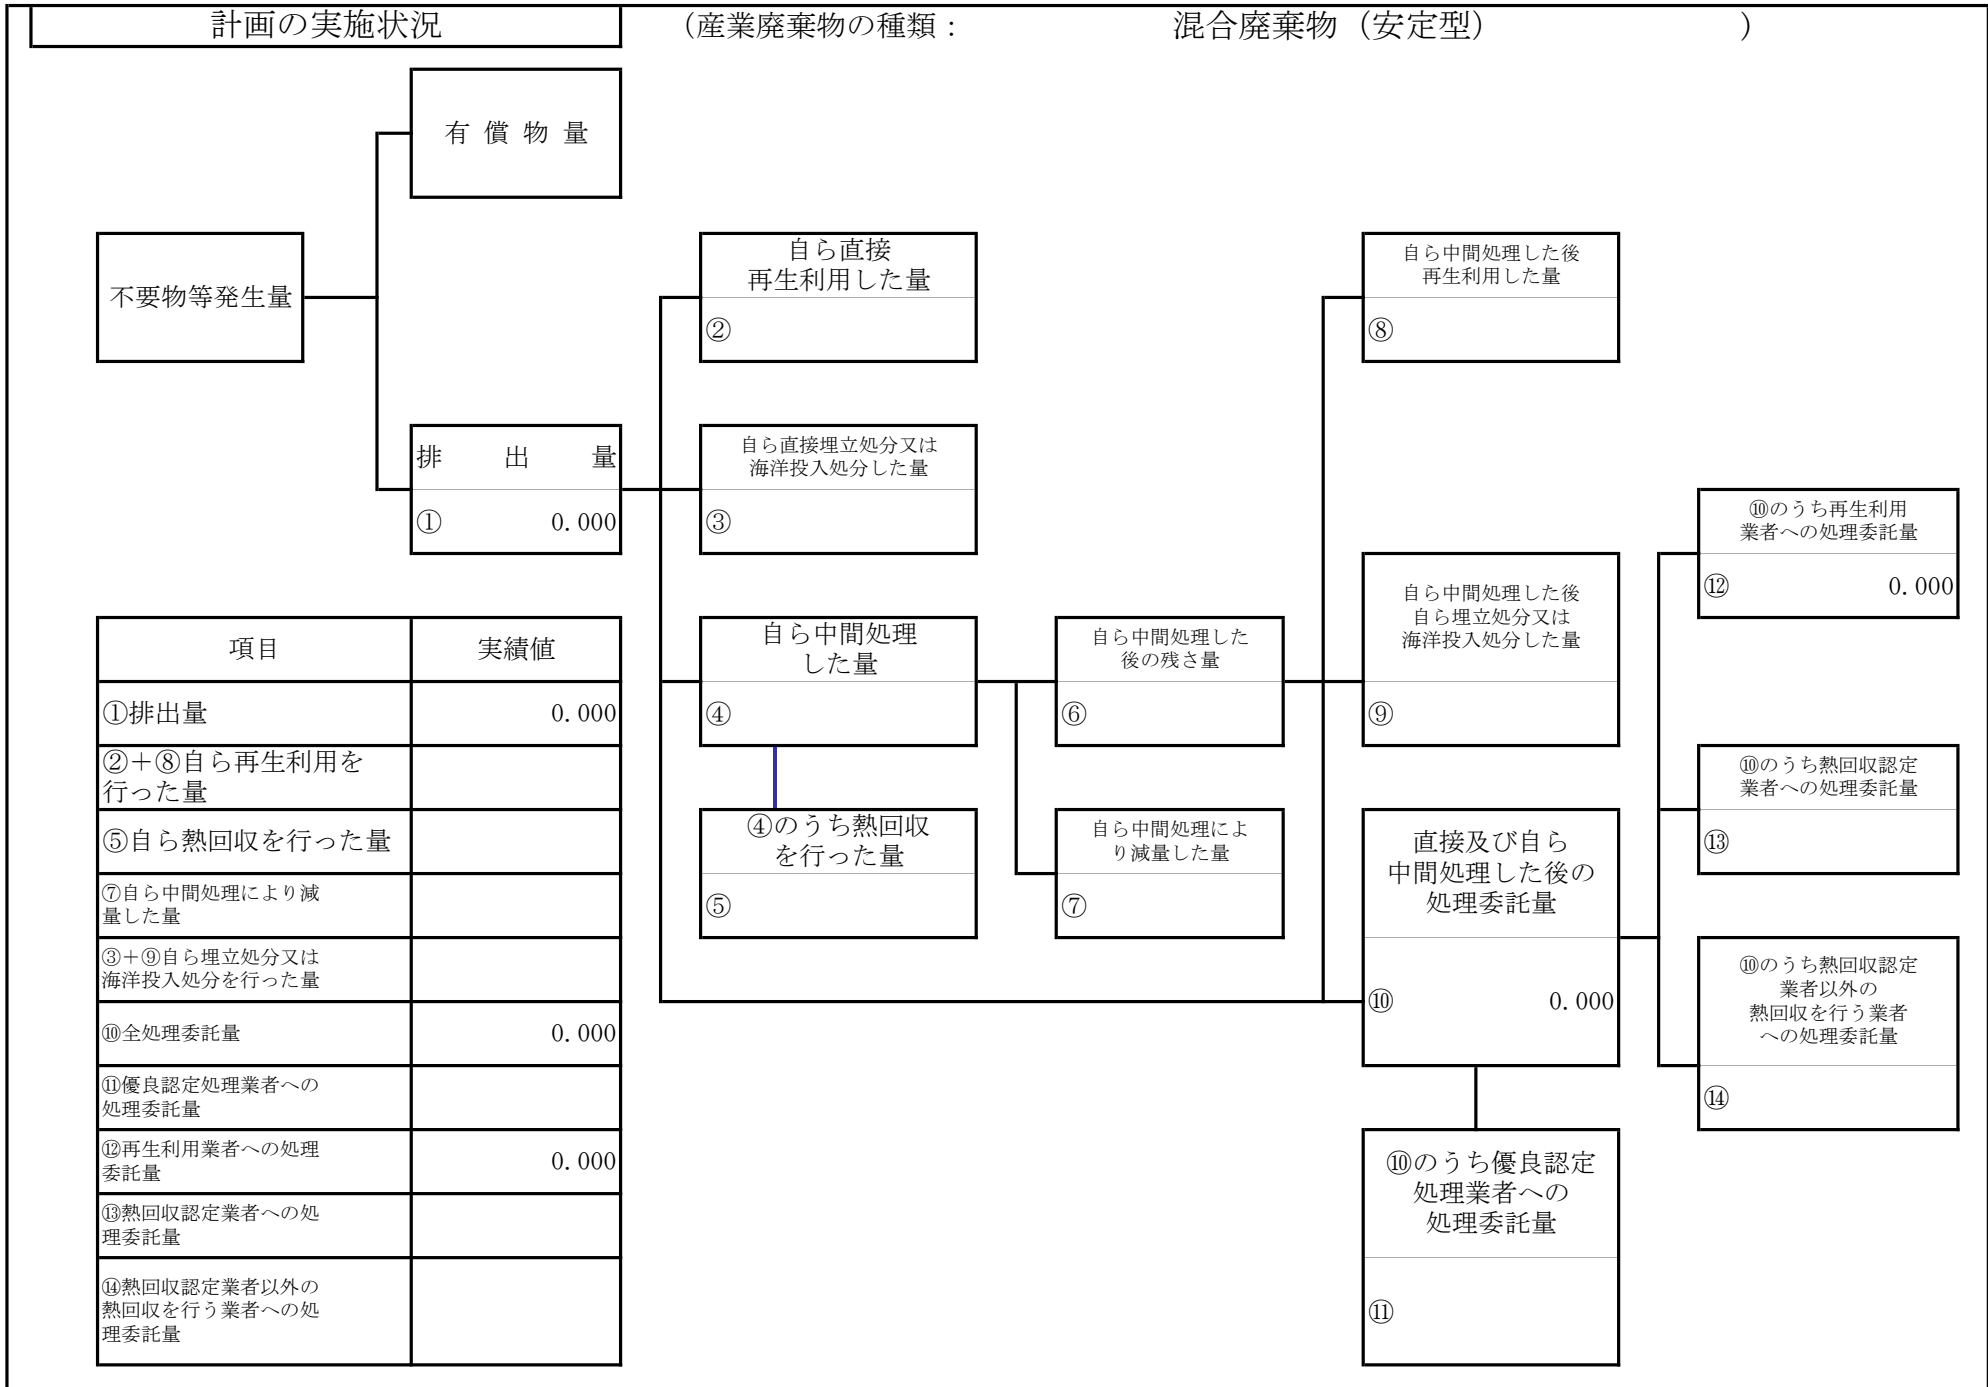 計画の実施状況
（産業廃棄物の種類： 混合廃棄物（安定型） ）
有 償 物 量
不要物等発生量
自ら直接
再生利用した量
②
自ら中間処理した後
再生利用した量
⑧
排 出 量
① 0.000
自ら直接埋立処分又は
海洋投入処分した量
③
⑩のうち再生利用
業者への処理委託量
⑫ 0.000
自ら中間処理した後
自ら埋立処分又は
海洋投入処分した量
⑨
自ら中間処理
した量
④
自ら中間処理した
後の残さ量
⑥
④のうち熱回収
を行った量
⑤
自ら中間処理によ
り減量した量
⑦
直接及び自ら
中間処理した後の
処理委託量
⑩ 0.000
⑩のうち熱回収認定
業者への処理委託量
⑬
⑩のうち熱回収認定
業者以外の
熱回収を行う業者
への処理委託量
⑭
⑩のうち優良認定
処理業者への
処理委託量
⑪
項目 実績値
①排出量 0.000
②＋⑧自ら再生利用を
行った量
⑤自ら熱回収を行った量
⑦自ら中間処理により減
量した量
③＋⑨自ら埋立処分又は
海洋投入処分を行った量
⑩全処理委託量 0.000
⑪優良認定処理業者への
処理委託量
⑫再生利用業者への処理
委託量 0.000
⑬熱回収認定業者への処
理委託量
⑭熱回収認定業者以外の
熱回収を行う業者への処
理委託量